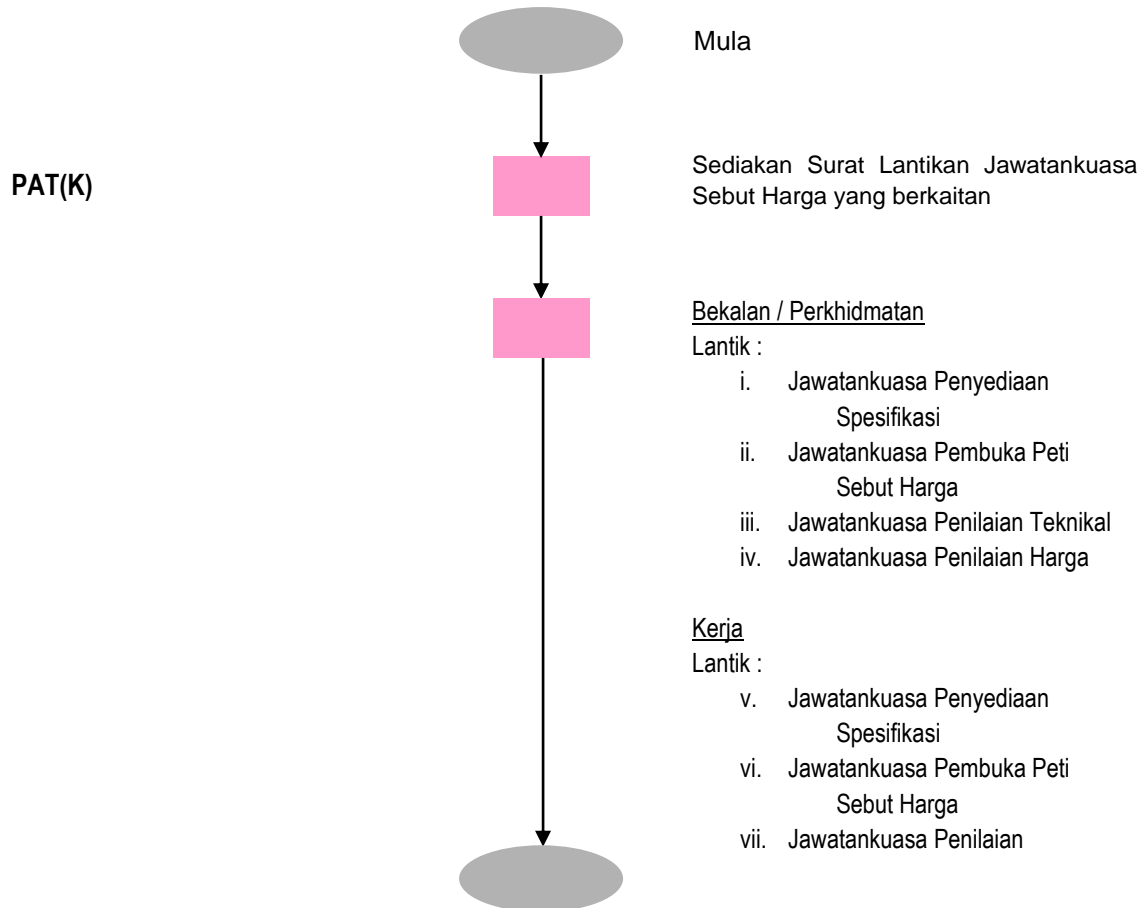 Mula
PAT(K)
Sediakan Surat Lantikan Jawatankuasa
Sebut Harga yang berkaitan
Bekalan / Perkhidmatan
Lantik :
i. Jawatankuasa Penyediaan
Spesifikasi
ii. Jawatankuasa Pembuka Peti
Sebut Harga
iii. Jawatankuasa Penilaian Teknikal
iv. Jawatankuasa Penilaian Harga
Kerja
Lantik :
v. Jawatankuasa Penyediaan
Spesifikasi
vi. Jawatankuasa Pembuka Peti
Sebut Harga
vii. Jawatankuasa Penilaian